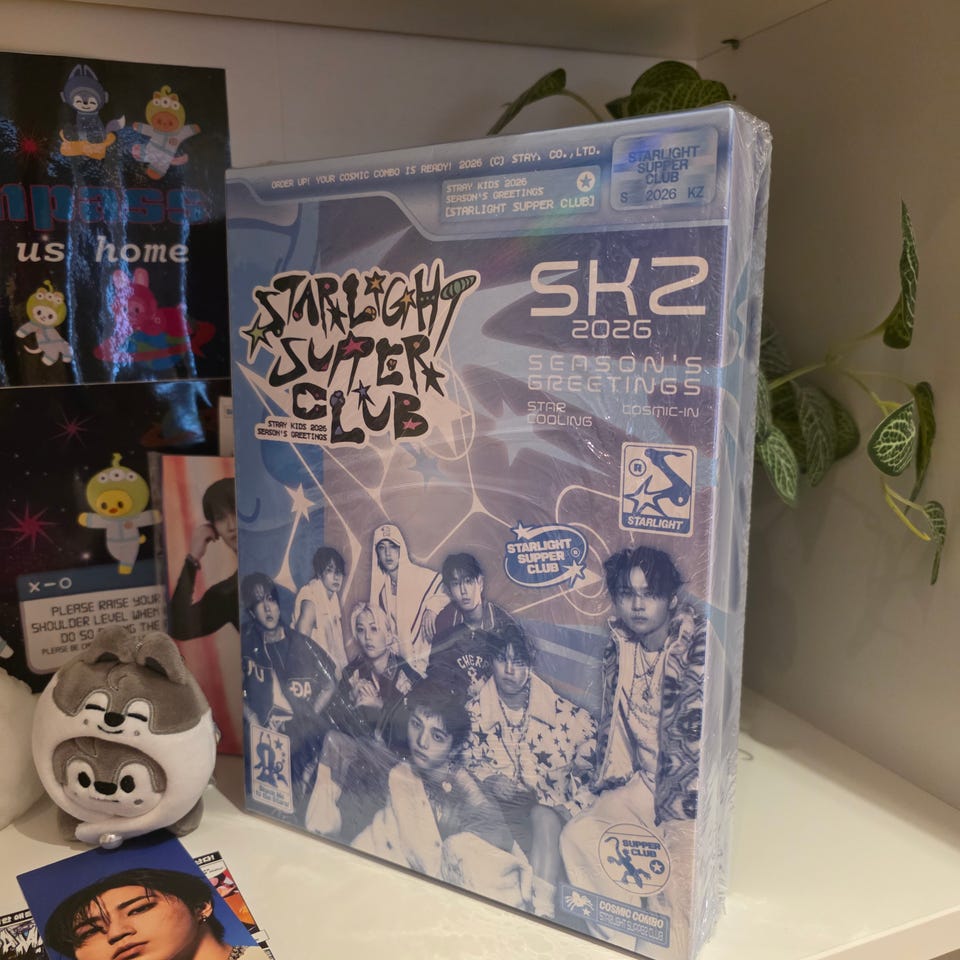 us home
PLEASE RAISE YOUR
SHOULDER LEVEL WHEN
ORDER UP! YOUR COSMIC COMBO IS READY! 2026 (C) STAY. CO.,LTD.
STRAY KIDS 2026
SEASON'S GREETINGS
[STARLIGHT SUPPER CLUB]
STARLIGHT
SUPPER
CLUB
S 2026 KZ
STARLIGHT
SUPPER
CLUB
STRAY KIDS 2026
SEASON'S GREETINGS
SKZ
2026
SEASON'S
GREETINGS
STAR
COOLING
COSMIC-IN
®
STARLIGHT
STARLIGHT
SUPPER
CLUB
®
CHERR
SUPPER
CLUB
COSMIC COMBO
STARLIGHT SUPPER CLUB